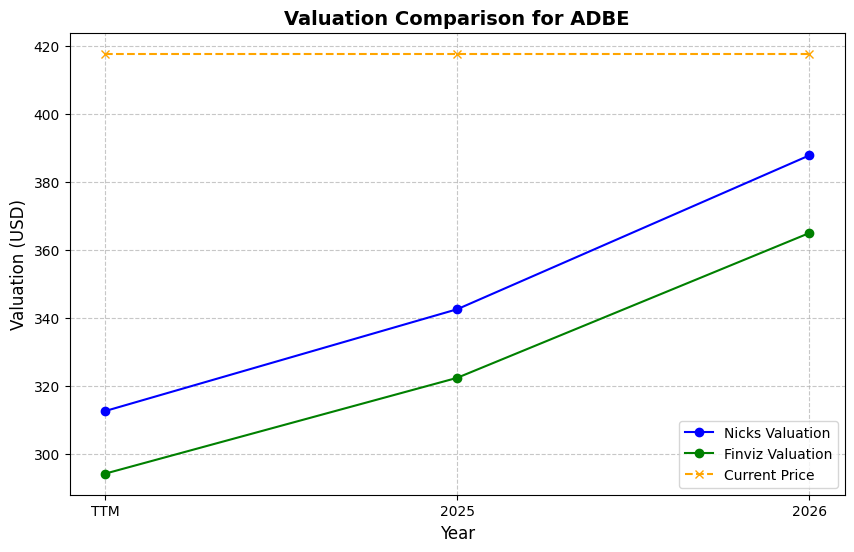 Valuation Comparison for ADBE
Valuation (USD)
420
400
380
360
340
320
300
TTM
2025
2026
Year
Nicks Valuation
Finviz Valuation
Current Price